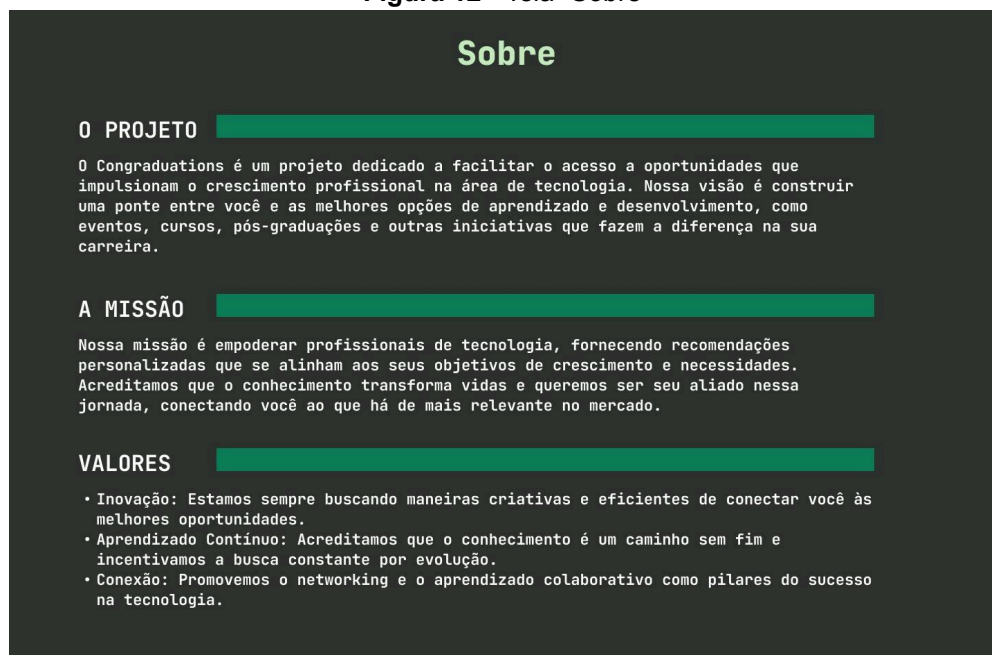 Sobre
O PROJETO
O Congraduations é um projeto dedicado a facilitar o acesso a oportunidades que
impulsionam o crescimento profissional na área de tecnologia. Nossa visão é construir
uma ponte entre você e as melhores opções de aprendizado e desenvolvimento, como
eventos, cursos, pós-graduações e outras iniciativas que fazem a diferença na sua
carreira.
A MISSÃO
Nossa missão é empoderar profissionais de tecnologia, fornecendo recomendações
personalizadas que se alinham aos seus objetivos de crescimento e necessidades.
Acreditamos que o conhecimento transforma vidas e queremos ser seu aliado nessa
jornada, conectando você ao que há de mais relevante no mercado.
VALORES
• Inovação: Estamos sempre buscando maneiras criativas e eficientes de conectar você às
melhores oportunidades.
• Aprendizado Contínuo: Acreditamos que o conhecimento é um caminho sem fim e
incentivamos a busca constante por evolução.
• Conexão: Promovemos o networking e o aprendizado colaborativo como pilares do sucesso
na tecnologia.